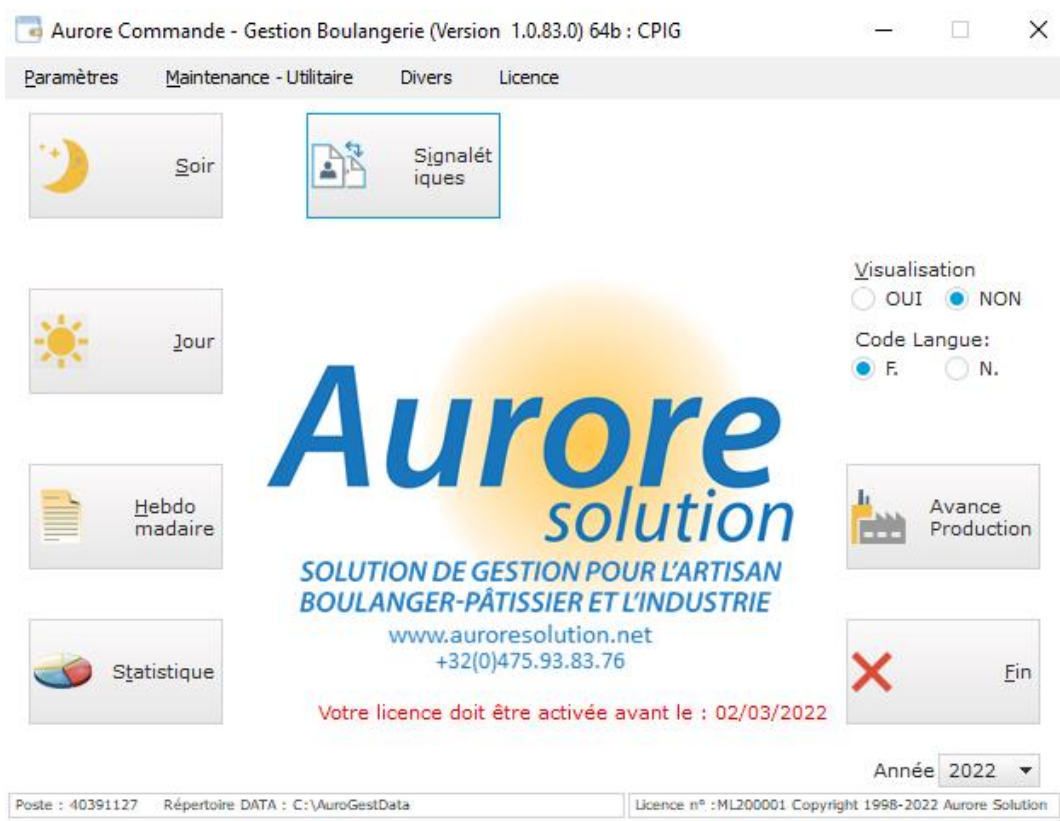 Aurore Commande - Gestion Boulangerie (Version 1.0.83.0) 64b : CPIG
Paramètres Maintenance - Utilitaire Divers Licence
Soir
Signalét
iques
Visualisation
OUI NON
Code Langue:
F. N.
Jour
Aurore
solution
Hebdo
madaire
Avance
Production
SOLUTION DE GESTION POUR L'ARTISAN
BOULANGER-PÂTISSIER ET L'INDUSTRIE
www.auroresolution.net
+32(0)475.93.83.76
Statistique
Fin
Votre licence doit être activée avant le : 02/03/2022
Année 2022
Poste : 40391127 Répertoire DATA : C:\AuroGestData
Licence n° :ML200001 Copyright 1998-2022 Aurore Solution